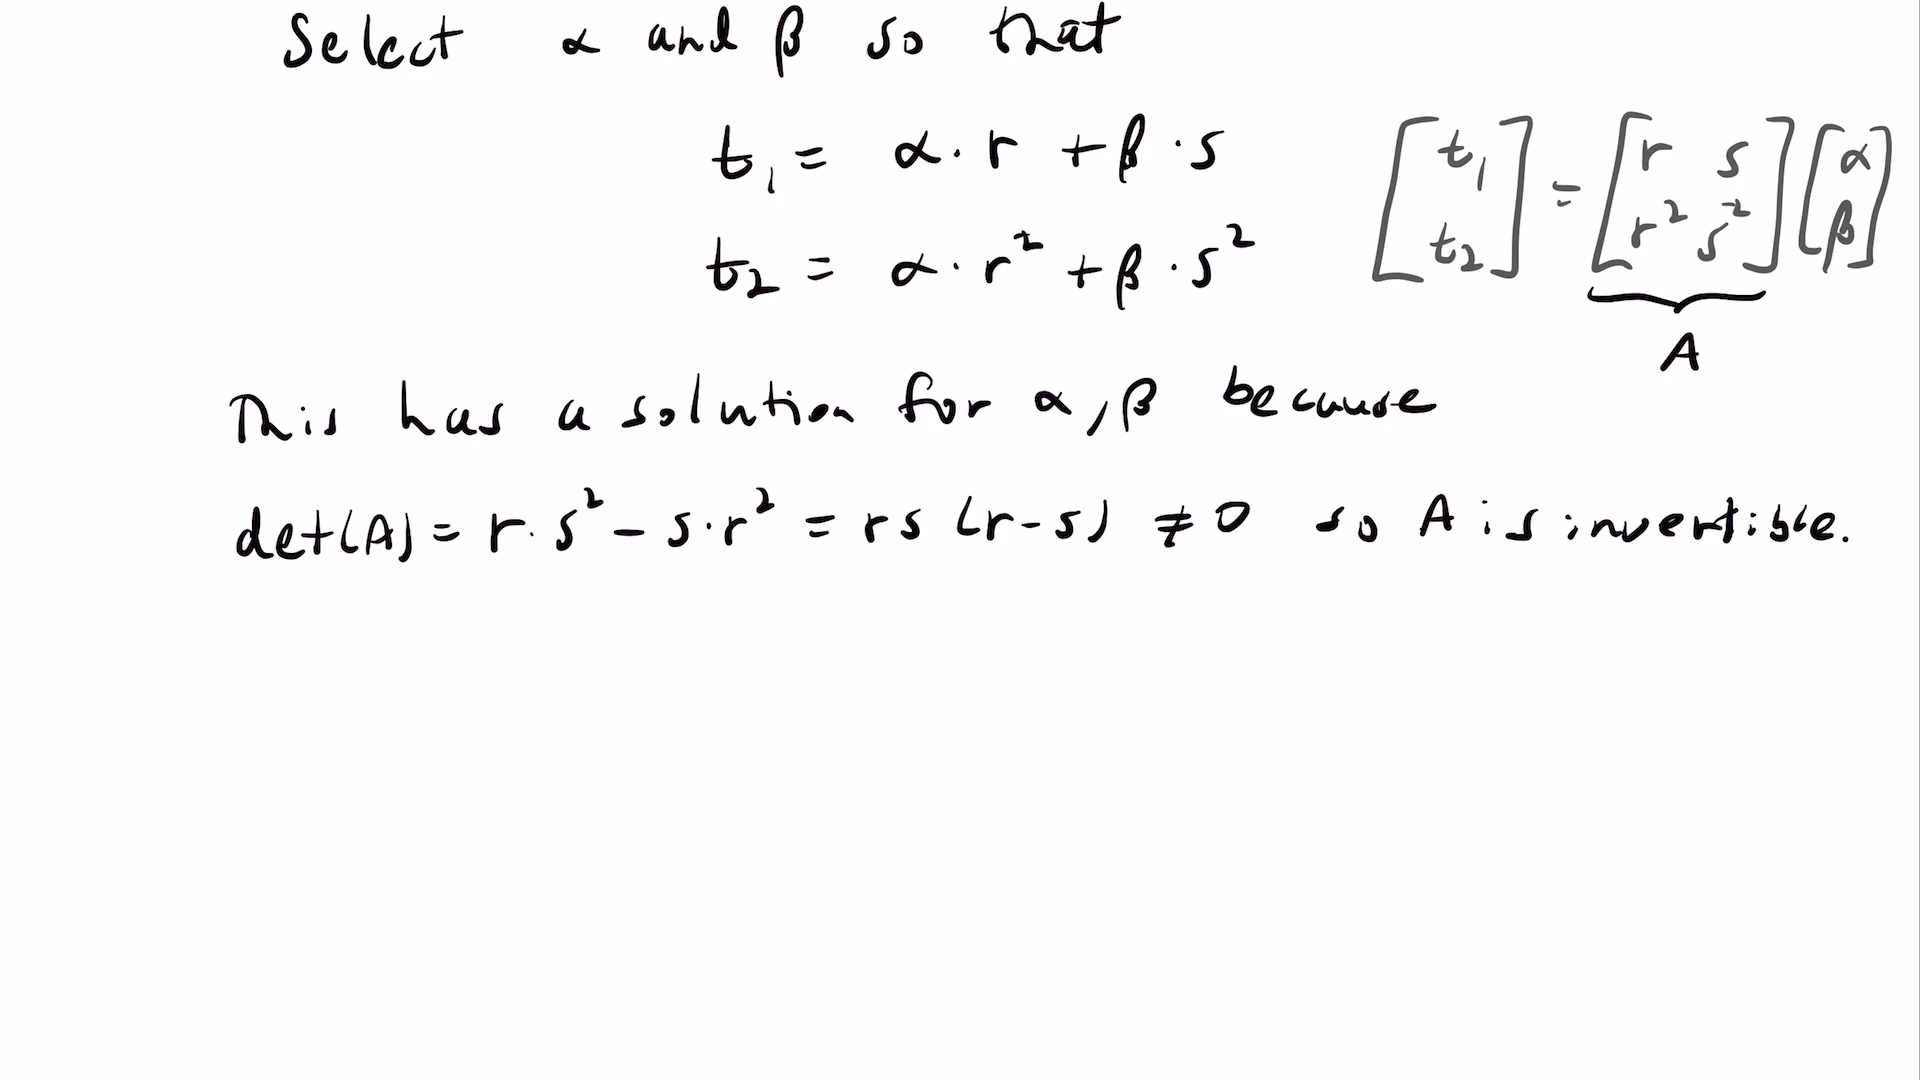 Select α and β so that
t₁ = α · r + β · s
t₂ = α · r² + β · s²
[t₁ t₂] = [r s r² s²] [α β]
A
This has a solution for α, β because
det(A) = r · s² − s · r² = rs (r − s) ≠ 0 so A is invertible.